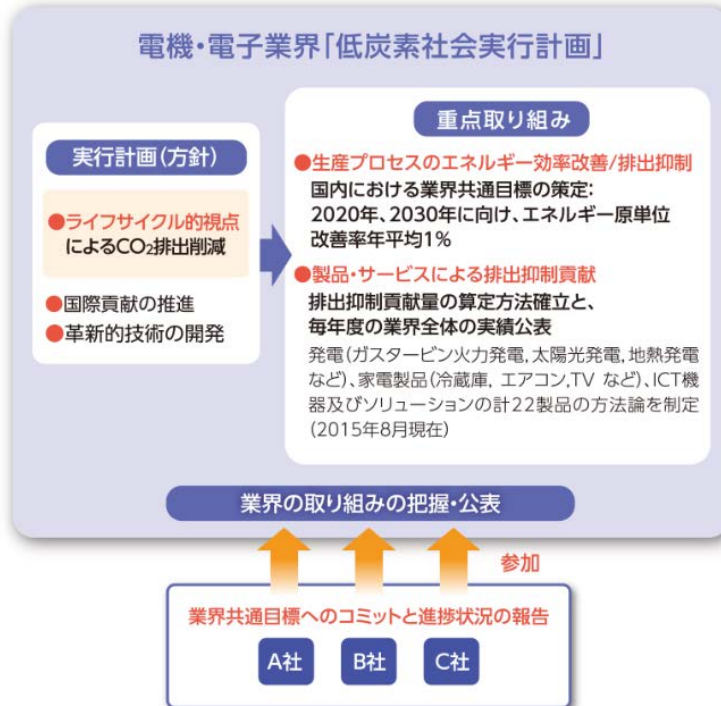 電機・電子業界「低炭素社会実行計画」
実行計画(方針)
●ライフサイクル的視点
によるCO₂排出削減
●国際貢献の推進
●革新的技術の開発
重点取り組み
●生産プロセスのエネルギー効率改善/排出抑制
国内における業界共通目標の策定:
2020年、2030年に向け、エネルギー原単位
改善率年平均1%
●製品・サービスによる排出抑制貢献
排出抑制貢献量の算定方法確立と、
毎年度の業界全体の実績公表
発電(ガスタービン火力発電,太陽光発電,地熱発電
など)、家電製品(冷蔵庫, エアコン,TV など)、ICT機
器及びソリューションの計22製品の方法論を制定
(2015年8月現在)
業界の取り組みの把握・公表
参加
業界共通目標へのコミットと進捗状況の報告
A社 B社 C社